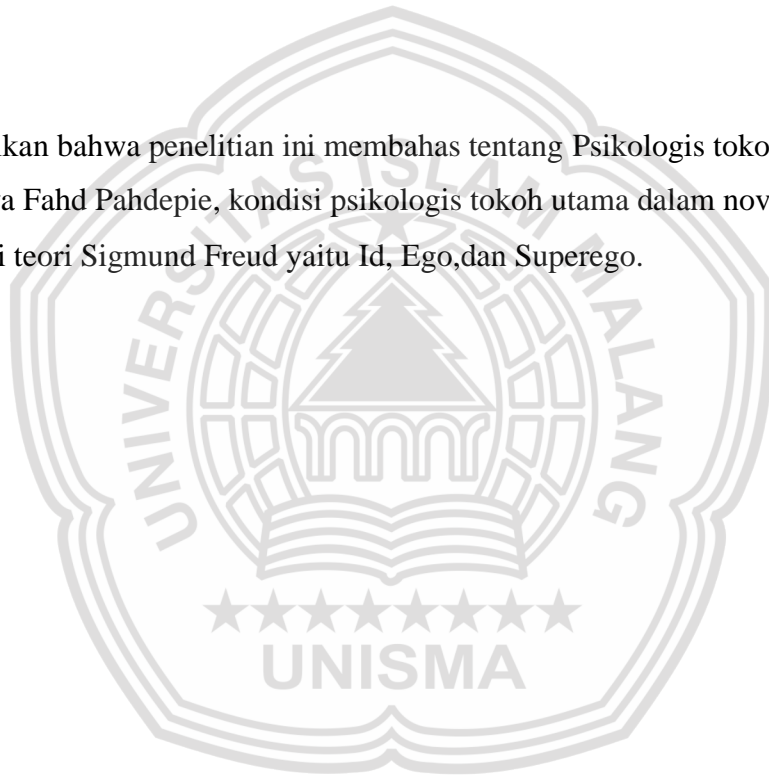 kan bahwa penelitian ini membahas tentang Psikologis toko
a Fahd Pahdepie, kondisi psikologis tokoh utama dalam nov
i teori Sigmund Freud yaitu Id, Ego,dan Superego.
UNIVERSITAS ISLAM MALANG
UNISMA